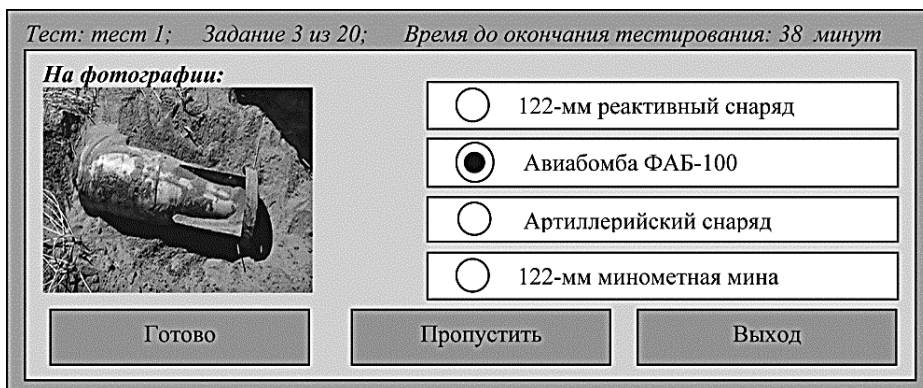 Тест: тест 1; Задание 3 из 20; Время до окончания тестирования: 38 минут
На фотографии:
122-мм реактивный снаряд
Авиабомба ФАБ-100
Артиллерийский снаряд
122-мм минометная мина
Готово Пропустить Выход